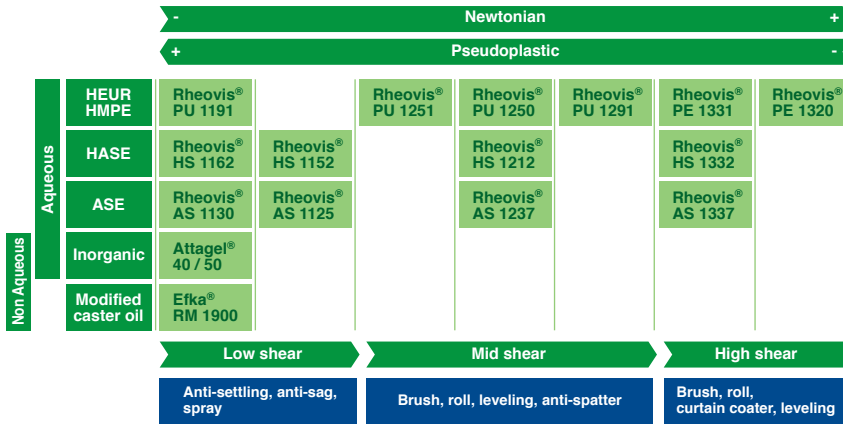 - Newtonian +
+ Pseudoplastic -
HEUR
HMPE
Rheovis®
PU 1191
Rheovis®
PU 1251
Rheovis®
PU 1250
Rheovis®
PU 1291
Rheovis®
PE 1331
Rheovis®
PE 1320
Aqueous
HASE
Rheovis®
HS 1162
Rheovis®
HS 1152
Rheovis®
HS 1212
Rheovis®
HS 1332
ASE
Rheovis®
AS 1130
Rheovis®
AS 1125
Rheovis®
AS 1237
Rheovis®
AS 1337
Non Aqueous
Inorganic
Attagel®
40 / 50
Modified
caster oil
Efka®
RM 1900
Low shear
Mid shear
High shear
Anti-settling, anti-sag,
spray
Brush, roll, leveling, anti-spatter
Brush, roll,
curtain coater, leveling